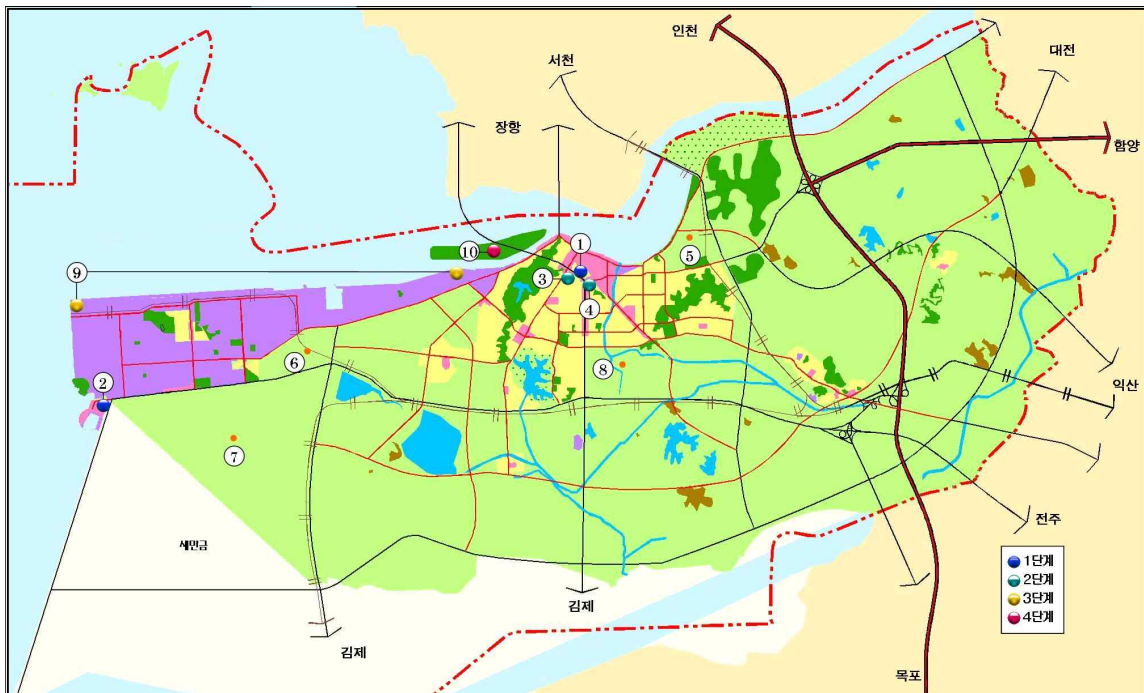 인천
대전
서천
장항
함양
①
⑩
⑤
③
⑨
④
⑥
⑧
익산
②
⑦
전주
새만금
1단계
2단계
김제
3단계
4단계
김제
목포